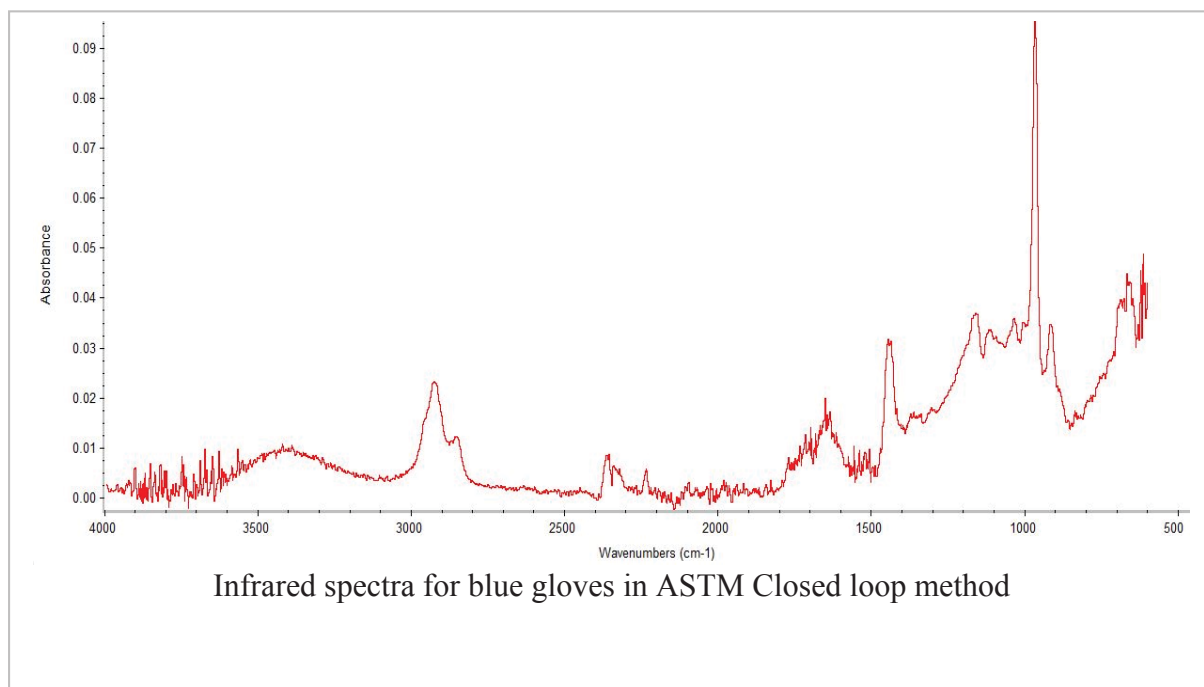 0.09
0.08
0.07
0.06
0.05
0.04
0.03
0.02
0.01
0.00
Absorbance
4000 3500 3000 2500 2000 1500 1000 500
Wavenumbers (cm-1)
Infrared spectra for blue gloves in ASTM Closed loop method